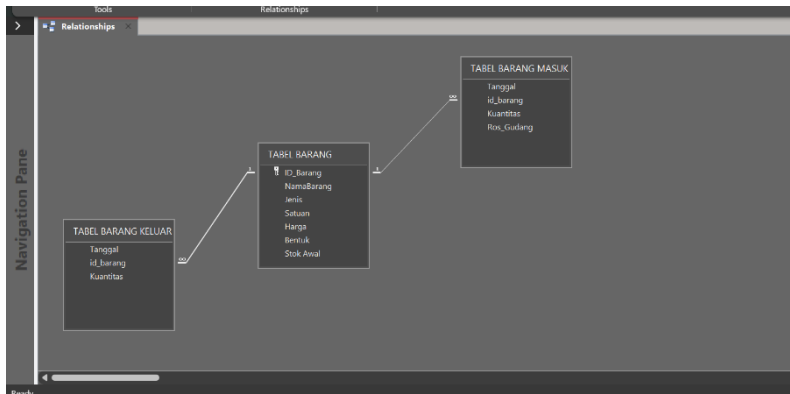 Tools Relationships
Relationships
Navigation Pane
TABEL BARANG MASUK
Tanggal
id_barang
Kuantitas
Ros_Gudang
TABEL BARANG
ID_Barang
NamaBarang
Jenis
Satuan
Harga
Bentuk
Stok Awal
TABEL BARANG KELUAR
Tanggal
id_barang
Kuantitas
1
∞
1
∞
Ready